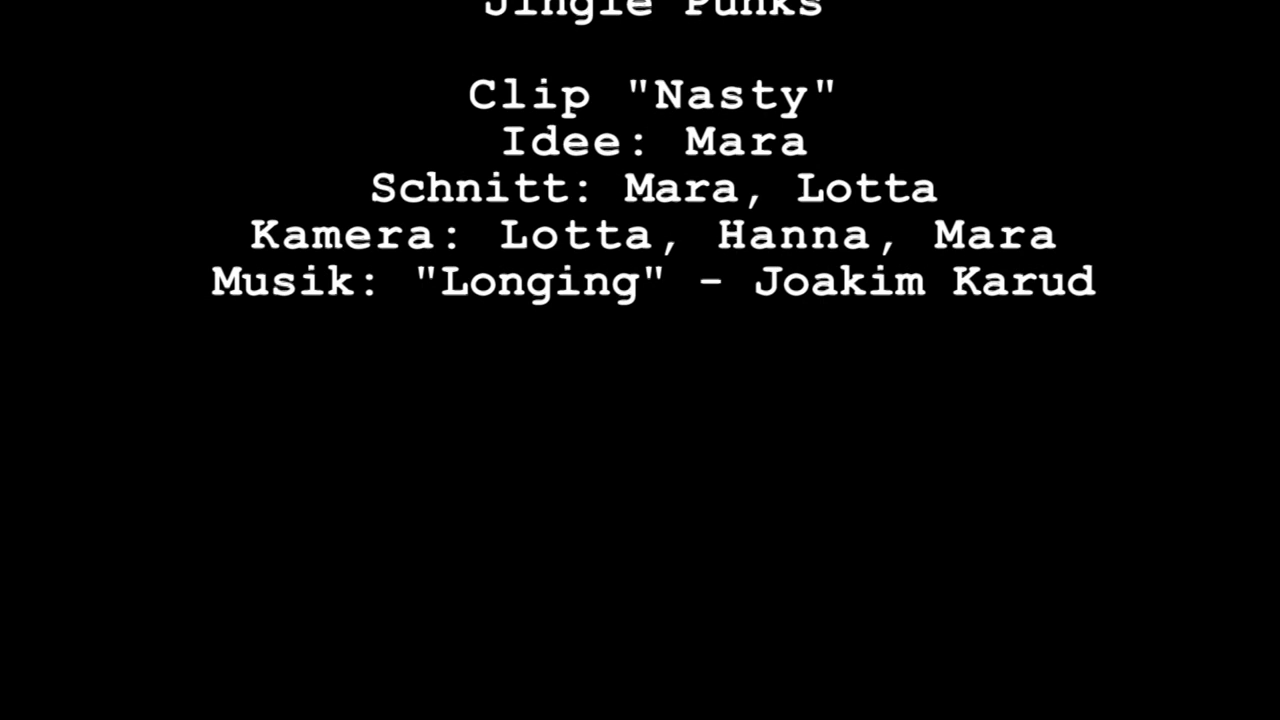 Jingle Punks
Clip "Nasty"
Idee: Mara
Schnitt: Mara, Lotta
Kamera: Lotta, Hanna, Mara
Musik: "Longing" - Joakim Karud